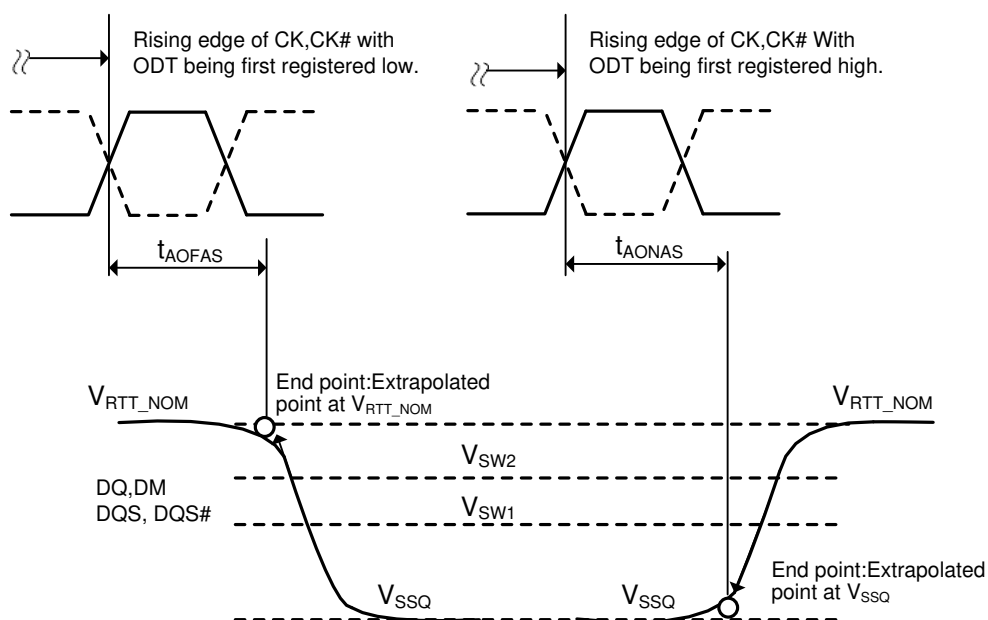 Rising edge of CK,CK# with
ODT being first registered low.
Rising edge of CK,CK# With
ODT being first registered high.
tAOFAS
tAONAS
End point:Extrapolated
point at VRTT_NOM
VRTT_NOM
VRTT_NOM
VSW2
DQ,DM
DQS, DQS#
VSW1
End point:Extrapolated
point at VSSQ
VSSQ
VSSQ